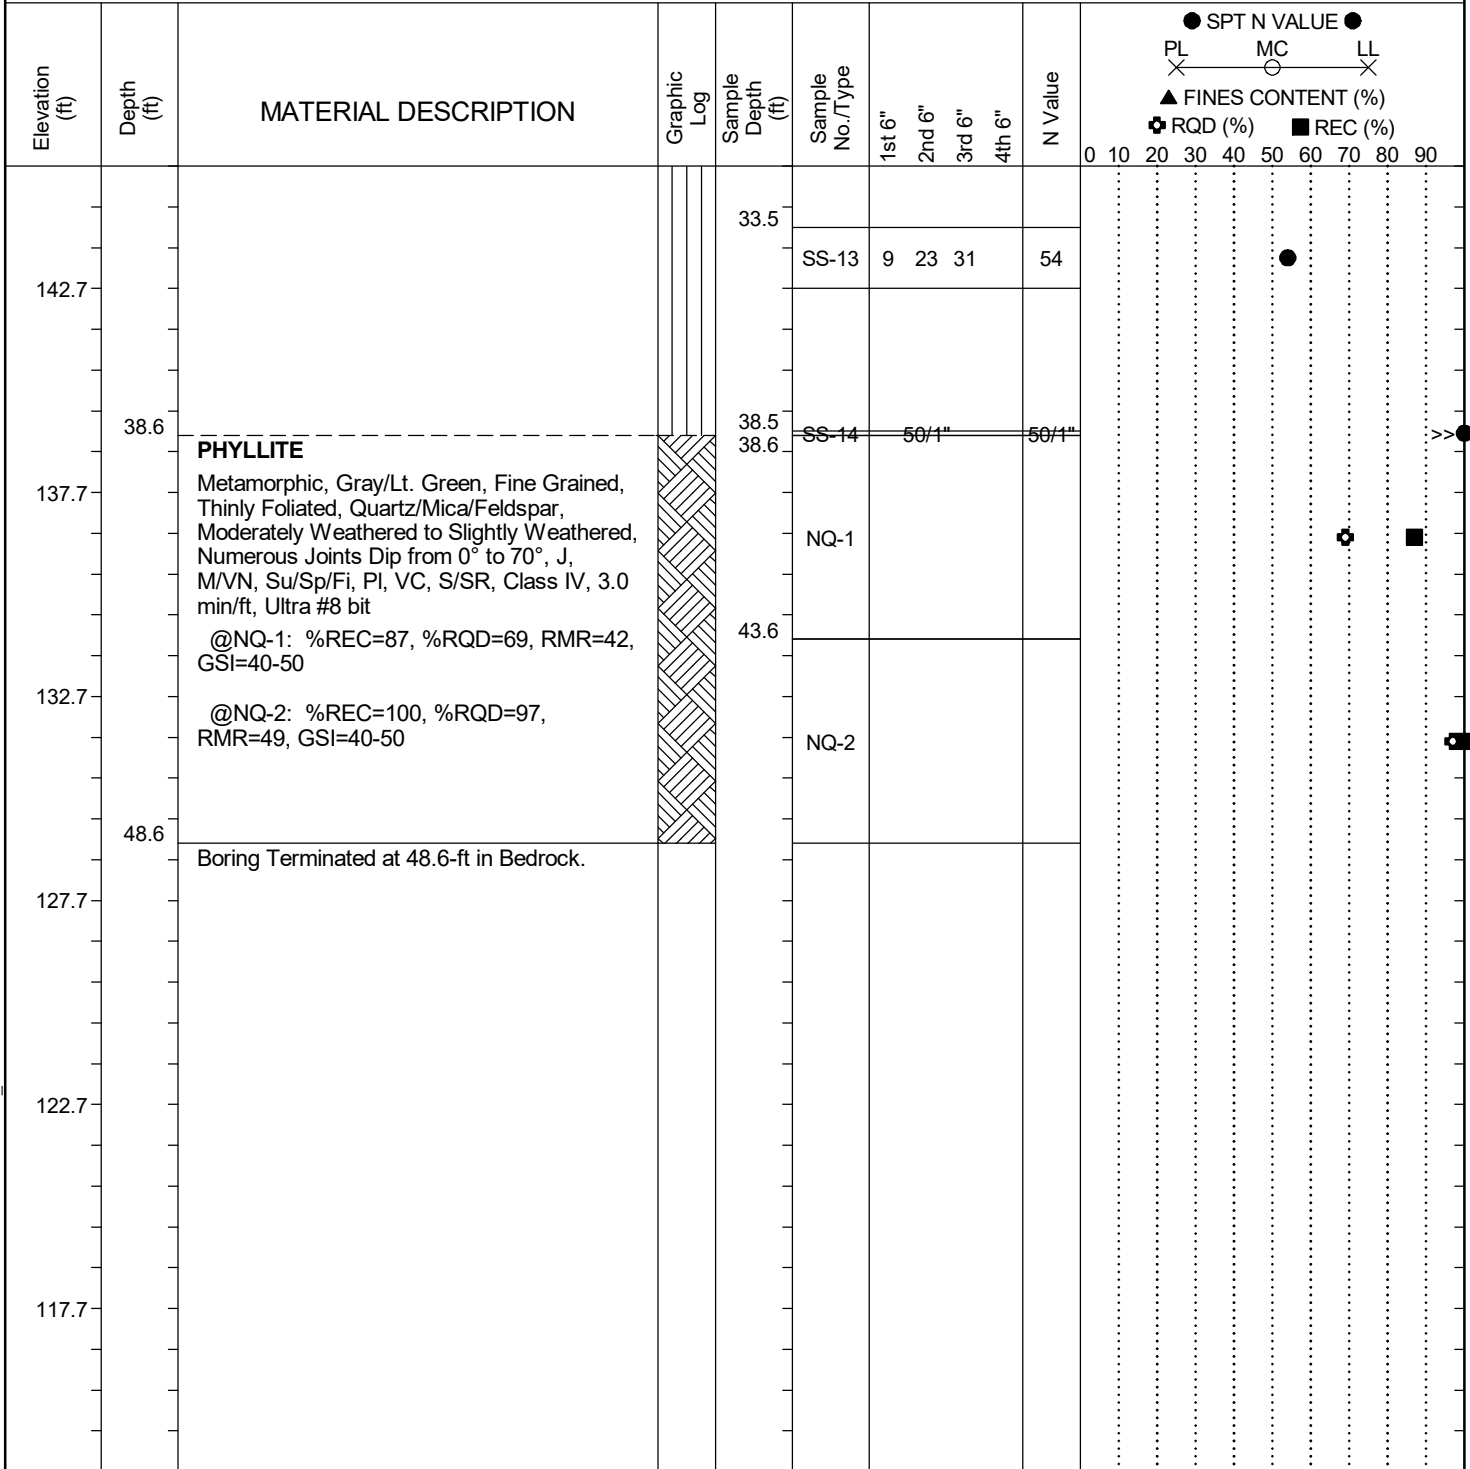 Elevation (ft)
Depth (ft)
MATERIAL DESCRIPTION
Graphic Log
Sample Depth (ft)
Sample No./Type
1st 6"
2nd 6"
3rd 6"
4th 6"
N Value
● SPT N VALUE ●
PL MC LL
▲ FINES CONTENT (%)
RQD (%) ■ REC (%)
0 10 20 30 40 50 60 70 80 90
33.5
SS-13 9 23 31 54
142.7
38.6
38.5
SS-14 50/1" 50/1"
>>
38.6
PHYLLITE
Metamorphic, Gray/Lt. Green, Fine Grained,
137.7
Thinly Foliated, Quartz/Mica/Feldspar,
Moderately Weathered to Slightly Weathered,
NQ-1
Numerous Joints Dip from 0° to 70°, J,
M/VN, Su/Sp/Fi, Pl, VC, S/SR, Class IV, 3.0
min/ft, Ultra #8 bit
43.6
@NQ-1: %REC=87, %RQD=69, RMR=42,
GSI=40-50
132.7
@NQ-2: %REC=100, %RQD=97,
RMR=49, GSI=40-50
NQ-2
48.6
Boring Terminated at 48.6-ft in Bedrock.
127.7
122.7
117.7